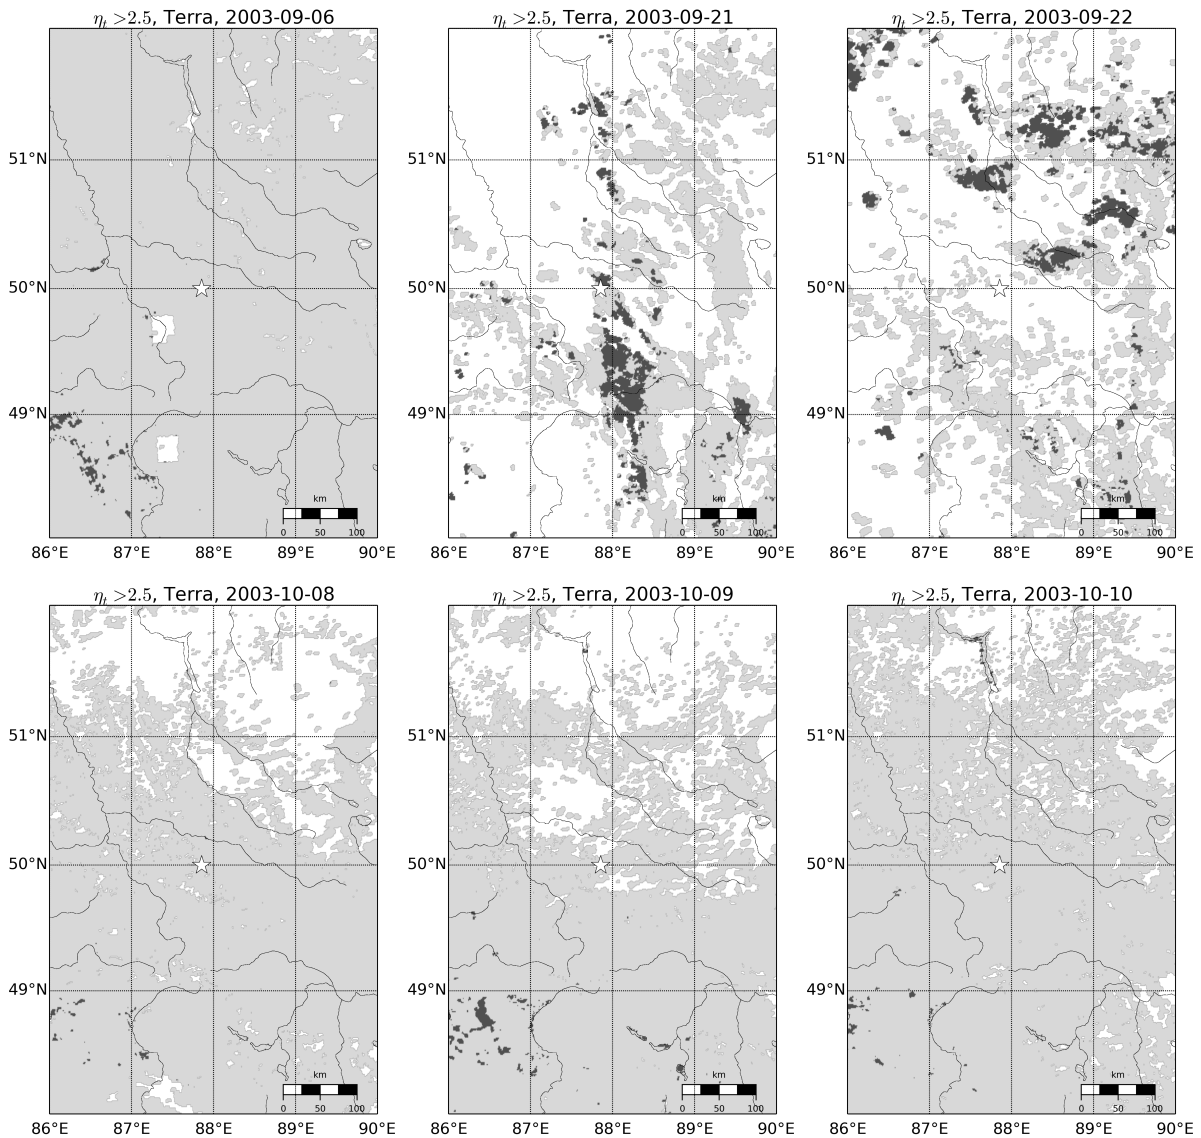 η_t >2.5, Terra, 2003-09-06
51°N
50°N
49°N
km
0 50 100
86°E 87°E 88°E 89°E 90°E
η_t >2.5, Terra, 2003-09-21
51°N
50°N
49°N
km
0 50 100
86°E 87°E 88°E 89°E 90°E
η_t >2.5, Terra, 2003-09-22
51°N
50°N
49°N
km
0 50 100
86°E 87°E 88°E 89°E 90°E
η_t >2.5, Terra, 2003-10-08
51°N
50°N
49°N
km
0 50 100
86°E 87°E 88°E 89°E 90°E
η_t >2.5, Terra, 2003-10-09
51°N
50°N
49°N
km
0 50 100
86°E 87°E 88°E 89°E 90°E
η_t >2.5, Terra, 2003-10-10
51°N
50°N
49°N
km
0 50 100
86°E 87°E 88°E 89°E 90°E